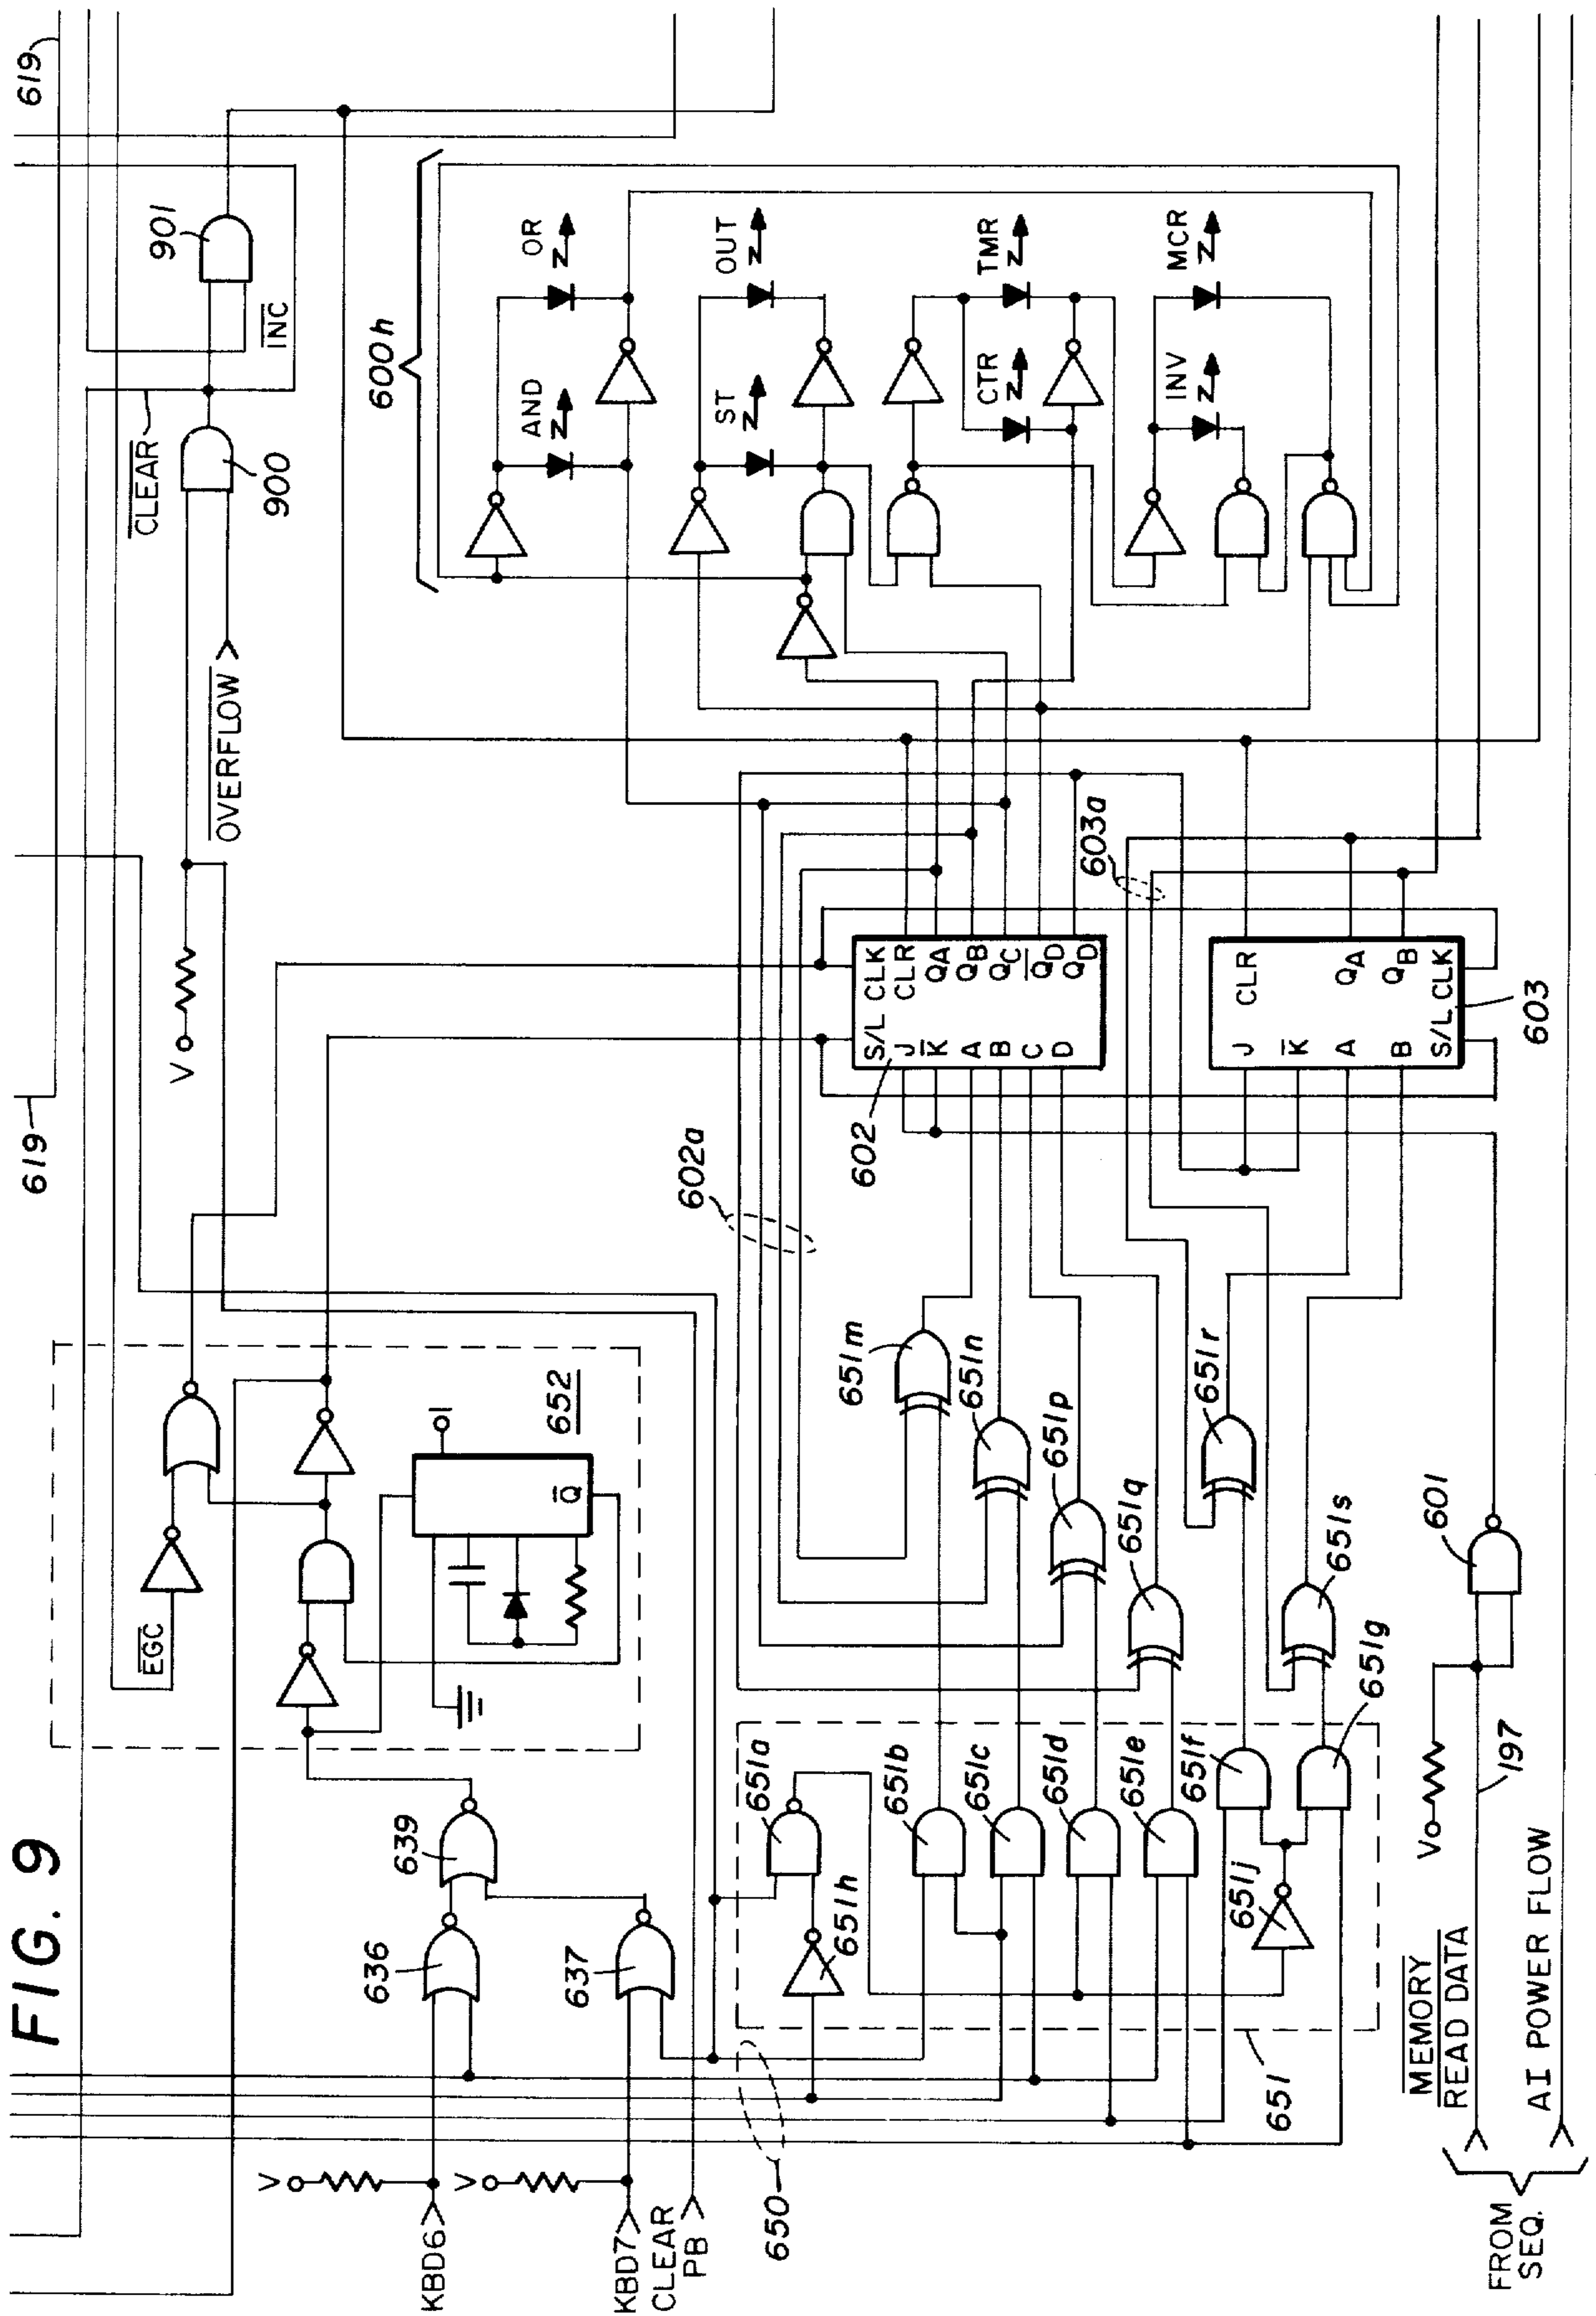 FIG. 9
619
619
901
INC
CLEAR
900
OVERFLOW
V
600h
OR
AND
OUT
ST
TMR
CTR
MCR
INV
EGC
652
1
Q
639
636
637
V
V
KBD6
KBD7
CLEAR
PB
650
602a
603a
602
S/L CLK
J CLR
K QA
A QB
B QC
C QD
D QD
603
J CLR
K
A QA
B QB
S/L CLK
651m
651n
651p
651q
651r
651s
651a
651h
651b
651c
651d
651e
651f
651g
651j
651
601
V
197
MEMORY
READ DATA
AI POWER FLOW
FROM
SEQ.